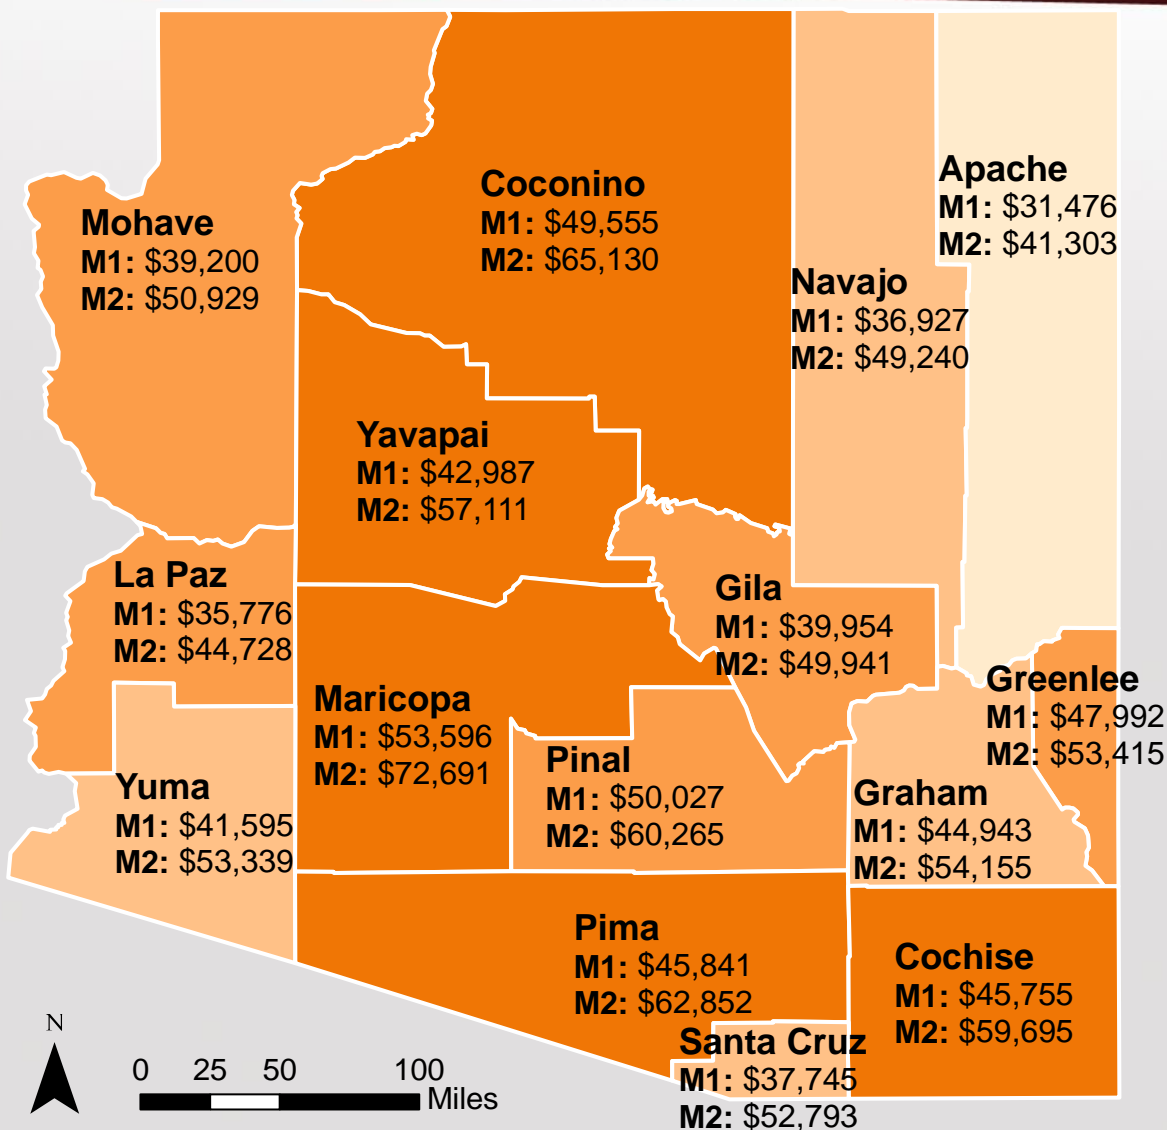 Apache
M1: $31,476
M2: $41,303
Coconino
M1: $49,555
M2: $65,130
Mohave
M1: $39,200
M2: $50,929
Navajo
M1: $36,927
M2: $49,240
Yavapai
M1: $42,987
M2: $57,111
La Paz
M1: $35,776
M2: $44,728
Gila
M1: $39,954
M2: $49,941
Greenlee
M1: $47,992
M2: $53,415
Maricopa
M1: $53,596
M2: $72,691
Pinal
M1: $50,027
M2: $60,265
Yuma
M1: $41,595
M2: $53,339
Graham
M1: $44,943
M2: $54,155
Pima
M1: $45,841
M2: $62,852
Cochise
M1: $45,755
M2: $59,695
Santa Cruz
M1: $37,745
M2: $52,793
N
0 25 50 100
Miles